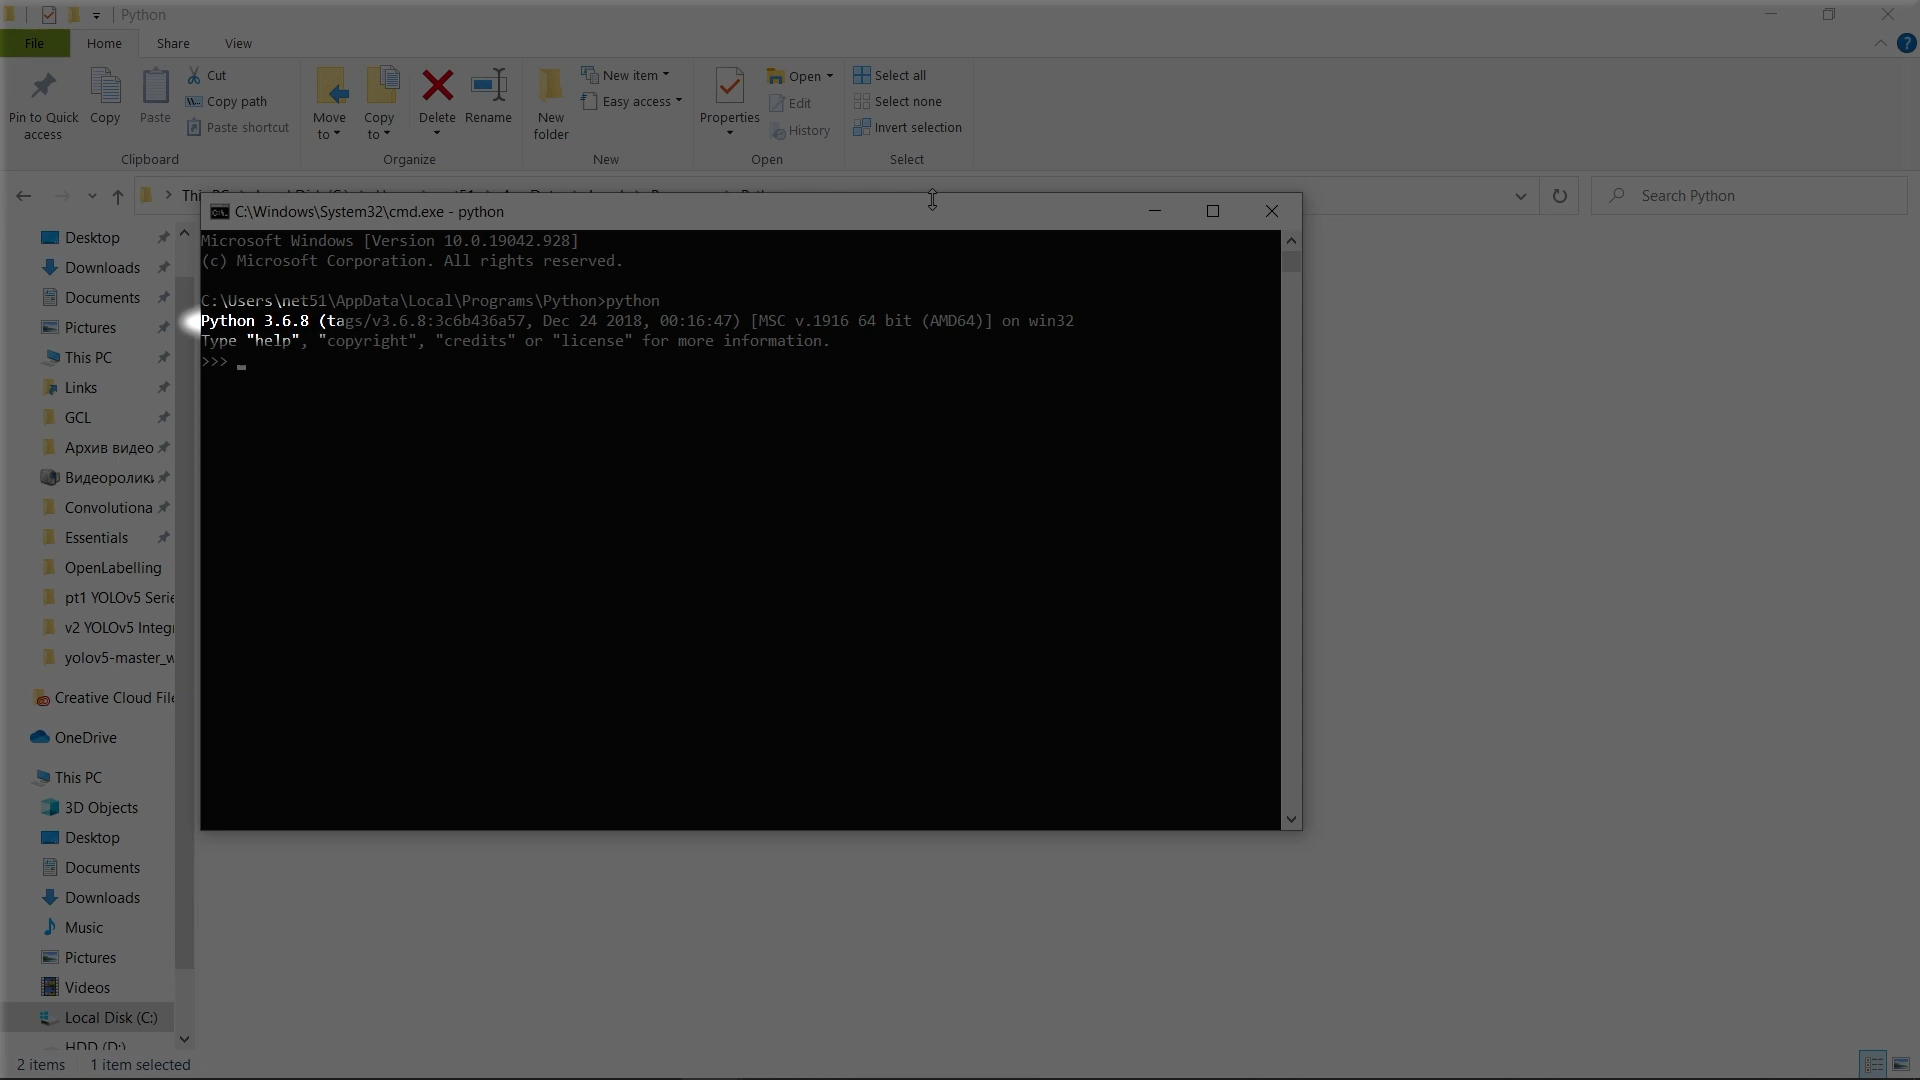 Python
File
Home
Share
View
Pin to Quick access
Copy
Paste
Cut
Copy path
Paste shortcut
Clipboard
Move to
Copy to
Delete
Rename
Organize
New folder
New item
Easy access
New
Properties
Open
Edit
History
Open
Select all
Select none
Invert selection
Select
Search Python
C:\Windows\System32\cmd.exe - python
Microsoft Windows [Version 10.0.19042.928]
(c) Microsoft Corporation. All rights reserved.
C:\Users\net51\AppData\Local\Programs\Python>python
Python 3.6.8 (tags/v3.6.8:3c6b436a57, Dec 24 2018, 00:16:47) [MSC v.1916 64 bit (AMD64)] on win32
Type "help", "copyright", "credits" or "license" for more information.
>>>
Desktop
Downloads
Documents
Pictures
This PC
Links
GCL
Архив видео
Видеоролики
Convolutiona
Essentials
OpenLabelling
pt1 YOLOv5 Serie
v2 YOLOv5 Integr
yolov5-master_w
Creative Cloud File
OneDrive
This PC
3D Objects
Desktop
Documents
Downloads
Music
Pictures
Videos
Local Disk (C:)
HDD (D:)
2 items
1 item selected